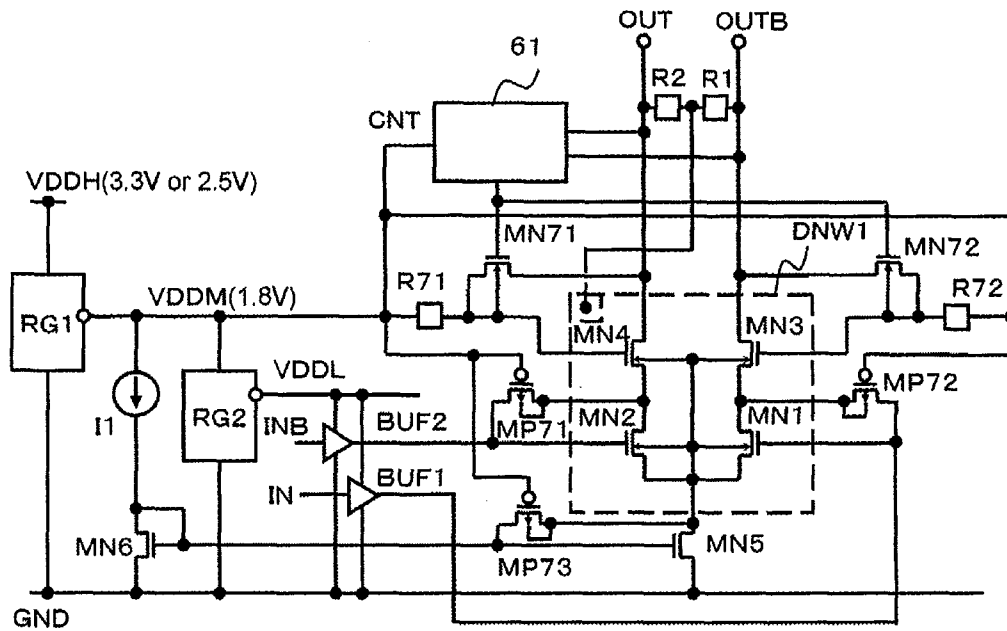 OUT OUTB
61
R2 R1
CNT
VDDH(3.3V or 2.5V)
MN71
DNW1
MN72
R71
R72
VDDM(1.8V)
RG1
MN4
MN3
VDDL
MP72
I1
RG2
INB
BUF2
MP71
MN2
MN1
IN
BUF1
MN6
MP73
MN5
GND